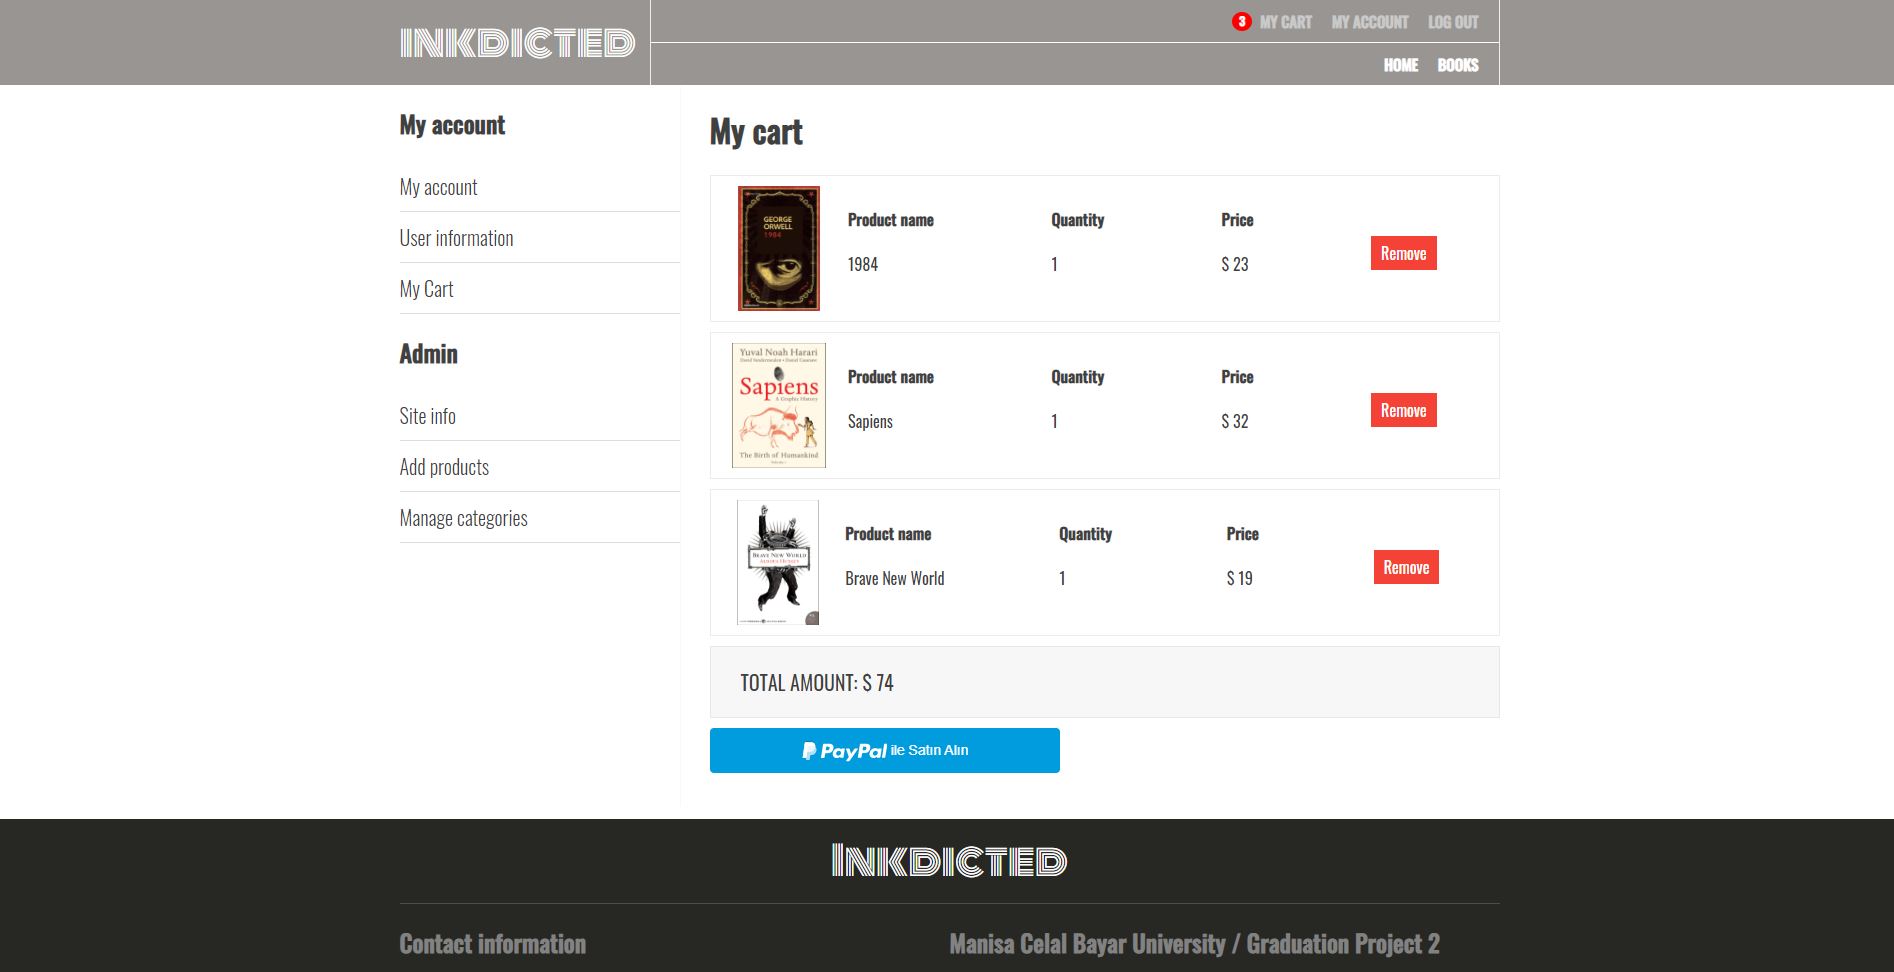 INKDICTED
3 MY CART MY ACCOUNT LOG OUT
HOME BOOKS
My account
My account
User information
My Cart
Admin
Site info
Add products
Manage categories
My cart
GEORGE
ORWELL
1984
Product name Quantity Price
1984 1 $ 23
Remove
Yuval Noah Harari
Sapiens
A Graphic History
The Birth of Humankind
Product name Quantity Price
Sapiens 1 $ 32
Remove
BRAVE NEW WORLD
Product name Quantity Price
Brave New World 1 $ 19
Remove
TOTAL AMOUNT: $ 74
PayPal ile Satın Alın
INKDICTED
Contact information
Manisa Celal Bayar University / Graduation Project 2